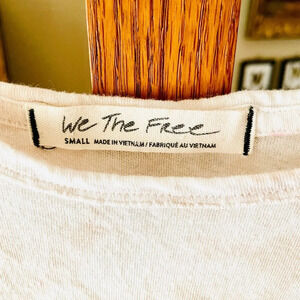 We The Free
SMALL MADE IN VIETNAM / FABRIQUÉ AU VIETNAM